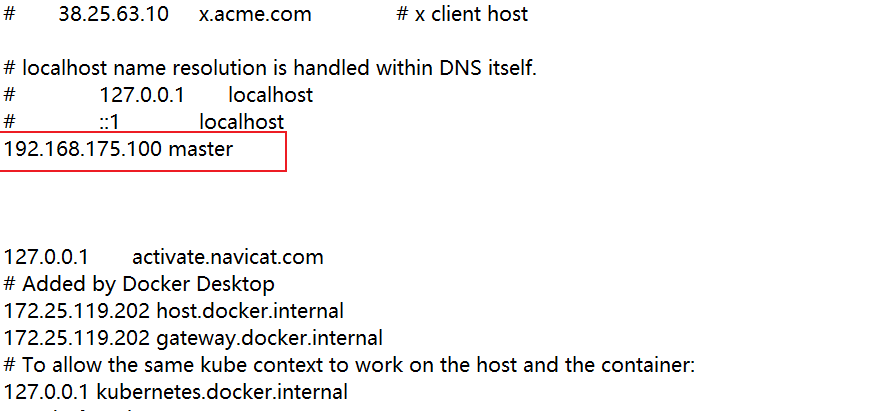 # 38.25.63.10 x.acme.com # x client host
# localhost name resolution is handled within DNS itself.
# 127.0.0.1 localhost
# ::1 localhost
192.168.175.100 master
127.0.0.1 activate.navicat.com
# Added by Docker Desktop
172.25.119.202 host.docker.internal
172.25.119.202 gateway.docker.internal
# To allow the same kube context to work on the host and the container:
127.0.0.1 kubernetes.docker.internal